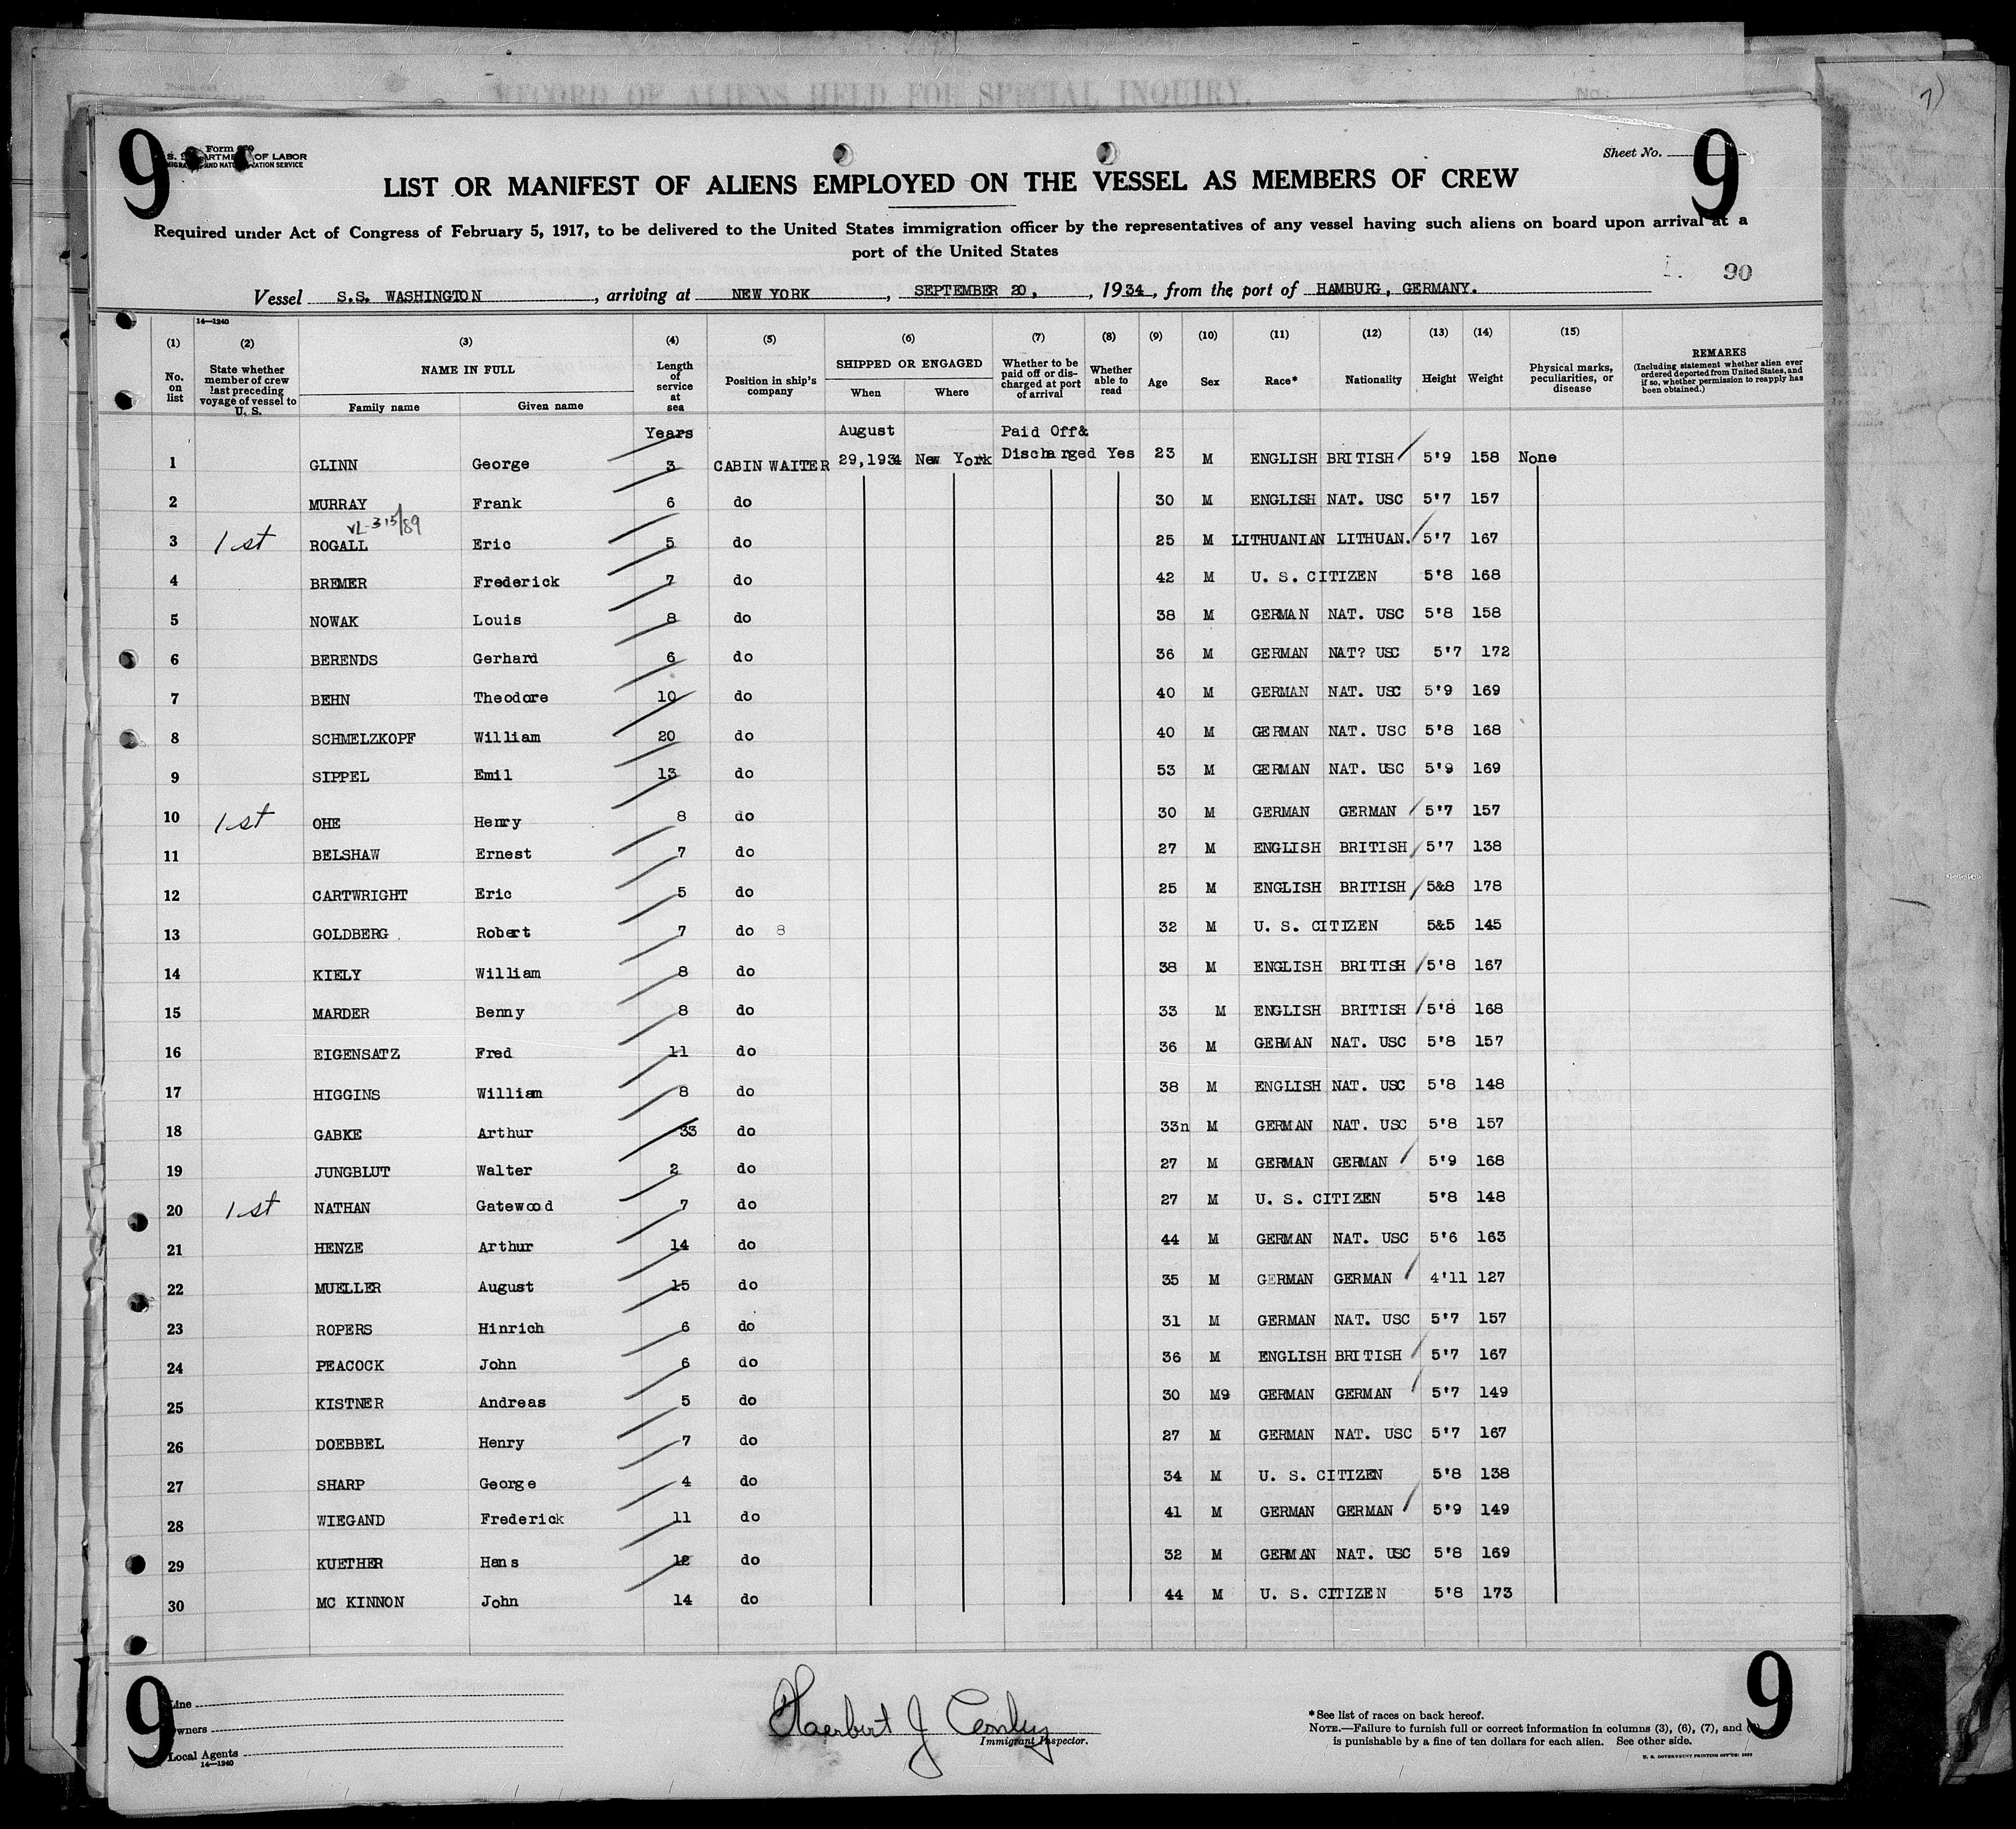 RECORD OF ALIENS HELD FOR SPECIAL INQUIRY.
No.
7)
9
9
OF LABOR
Sheet No.
LIST OR MANIFEST OF ALIENS EMPLOYED ON THE VESSEL AS MEMBERS OF CREW
Required under Act of Congress of February 5, 1917, to be delivered to the United States immigration officer by the representatives of any vessel having such aliens on board upon arrival at a
port of the United States
90
Vessel S.S. WASHINGTON, arriving at NEW YORK, SEPTEMBER 20, , 1934, from the port of HAMBURG, GERMANY.
14—1240
(1) (2) (3) (4) (5) (6) (7) (8) (9) (10) (11) (12) (13) (14) (15)
No. on list | State whether member of crew last preceding voyage of vessel to U. S. | NAME IN FULL Family name Given name | Length of service at sea | Position in ship's company | SHIPPED OR ENGAGED When Where | Whether to be paid off or discharged at port of arrival | Whether able to read | Age | Sex | Race* | Nationality | Height | Weight | Physical marks, peculiarities, or disease | REMARKS (Including statement whether alien ever ordered deported from United States, and if so, whether permission to reapply has been obtained.)
Years August Paid Off&
1 GLINN George 3 CABIN WAITER 29,1934 New York Discharged Yes 23 M ENGLISH BRITISH 5'9 158 None
2 MURRAY Frank 6 do 30 M ENGLISH NAT. USC 5'7 157
VL-315/89
3 1st ROGALL Eric 5 do 25 M LITHUANIAN LITHUAN. 5'7 167
4 BREMER Frederick 7 do 42 M U. S. CITIZEN 5'8 168
5 NOWAK Louis 8 do 38 M GERMAN NAT. USC 5'8 158
6 BERENDS Gerhard 6 do 36 M GERMAN NAT? USC 5'7 172
7 BEHN Theodore 10 do 40 M GERMAN NAT. USC 5'9 169
8 SCHMELZKOPF William 20 do 40 M GERMAN NAT. USC 5'8 168
9 SIPPEL Emil 13 do 53 M GERMAN NAT. USC 5'9 169
10 1st OHE Henry 8 do 30 M GERMAN GERMAN 5'7 157
11 BELSHAW Ernest 7 do 27 M ENGLISH BRITISH 5'7 138
12 CARTWRIGHT Eric 5 do 25 M ENGLISH BRITISH 5&8 178
13 GOLDBERG Robert 7 do 8 32 M U. S. CITIZEN 5&5 145
14 KIELY William 8 do 38 M ENGLISH BRITISH 5'8 167
15 MARDER Benny 8 do 33 M ENGLISH BRITISH 5'8 168
16 EIGENSATZ Fred 11 do 36 M GERMAN NAT. USC 5'8 157
17 HIGGINS William 8 do 38 M ENGLISH NAT. USC 5'8 148
18 GABKE Arthur 33 do 33n M GERMAN NAT. USC 5'8 157
19 JUNGBLUT Walter 2 do 27 M GERMAN GERMAN 5'9 168
20 1st NATHAN Gatewood 7 do 27 M U. S. CITIZEN 5'8 148
21 HENZE Arthur 14 do 44 M GERMAN NAT. USC 5'6 163
22 MUELLER August 15 do 35 M GERMAN GERMAN 4'11 127
23 ROPERS Hinrich 6 do 31 M GERMAN NAT. USC 5'7 157
24 PEACOCK John 6 do 36 M ENGLISH BRITISH 5'7 167
25 KISTNER Andreas 5 do 30 M9 GERMAN GERMAN 5'7 149
26 DOEBBEL Henry 7 do 27 M GERMAN NAT. USC 5'7 167
27 SHARP George 4 do 34 M U. S. CITIZEN 5'8 138
28 WIEGAND Frederick 11 do 41 M GERMAN GERMAN 5'9 149
29 KUETHER Hans 12 do 32 M GERMAN NAT. USC 5'8 169
30 MC KINNON John 14 do 44 M U. S. CITIZEN 5'8 173
9
9
Line
Owners
Local Agents
14—1240
Herbert J
Immigrant Inspector.
*See list of races on back hereof.
NOTE.—Failure to furnish full or correct information in columns (3), (6), (7), and
is punishable by a fine of ten dollars for each alien. See other side.
U. S. GOVERNMENT PRINTING OFFICE